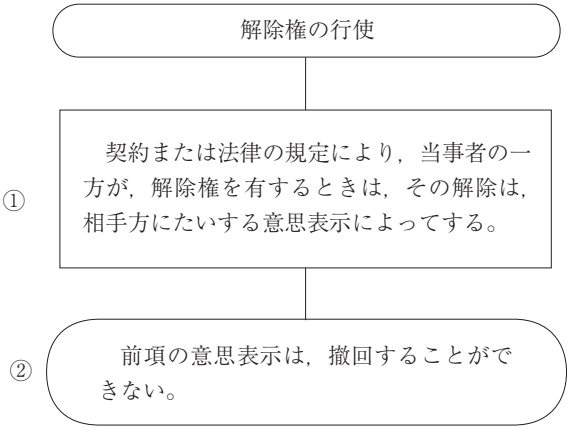 解除権の行使
①
契約または法律の規定により，当事者の一
方が，解除権を有するときは，その解除は，
相手方にたいする意思表示によってする。
②
前項の意思表示は，撤回することがで
きない。